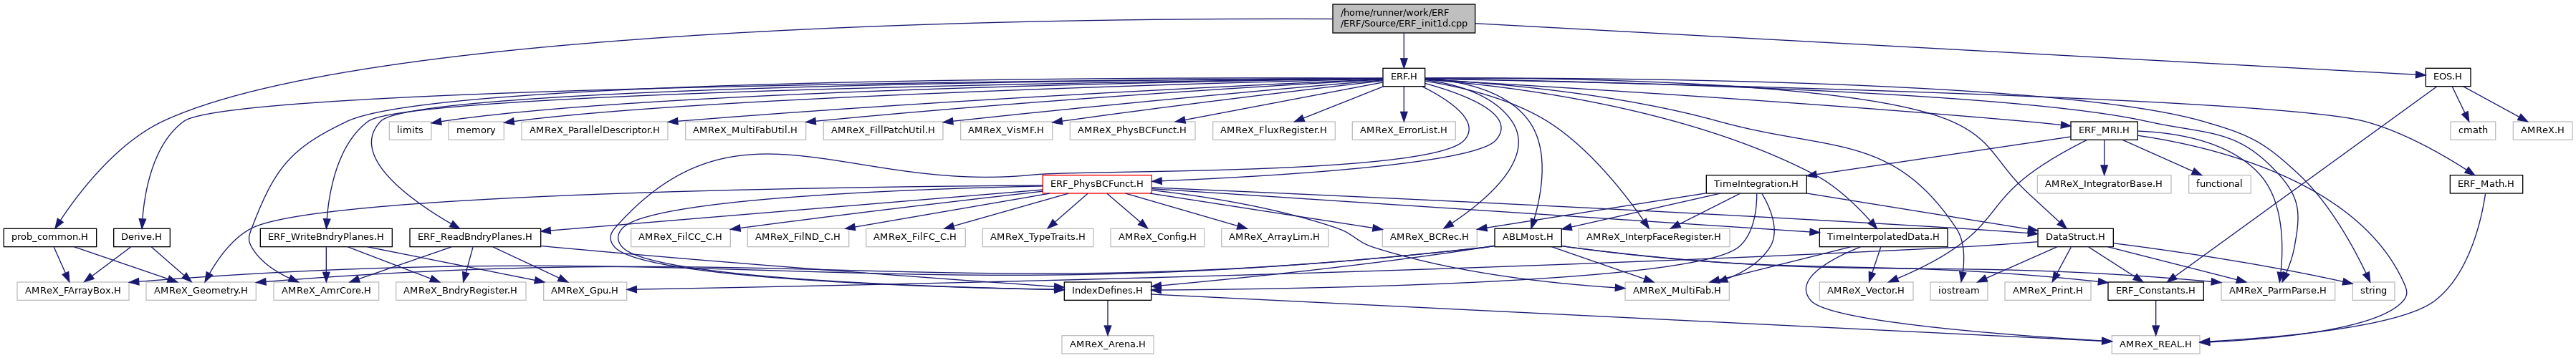 /home/runner/work/ERF
/ERF/Source/ERF_init1d.cpp
ERF.H
EOS.H
limits
memory
AMReX_ParallelDescriptor.H
AMReX_MultiFabUtil.H
AMReX_FillPatchUtil.H
AMReX_VisMF.H
AMReX_PhysBCFunct.H
AMReX_FluxRegister.H
AMReX_ErrorList.H
ERF_MRI.H
cmath
AMReX.H
ERF_PhysBCFunct.H
TimeIntegration.H
AMReX_IntegratorBase.H
functional
ERF_Math.H
prob_common.H
Derive.H
ERF_WriteBndryPlanes.H
ERF_ReadBndryPlanes.H
AMReX_FilCC_C.H
AMReX_FilND_C.H
AMReX_FilFC_C.H
AMReX_TypeTraits.H
AMReX_Config.H
AMReX_ArrayLim.H
AMReX_BCRec.H
ABLMost.H
AMReX_InterpFaceRegister.H
TimeInterpolatedData.H
DataStruct.H
AMReX_FArrayBox.H
AMReX_Geometry.H
AMReX_AmrCore.H
AMReX_BndryRegister.H
AMReX_Gpu.H
IndexDefines.H
AMReX_MultiFab.H
AMReX_Vector.H
iostream
AMReX_Print.H
ERF_Constants.H
AMReX_ParmParse.H
string
AMReX_Arena.H
AMReX_REAL.H